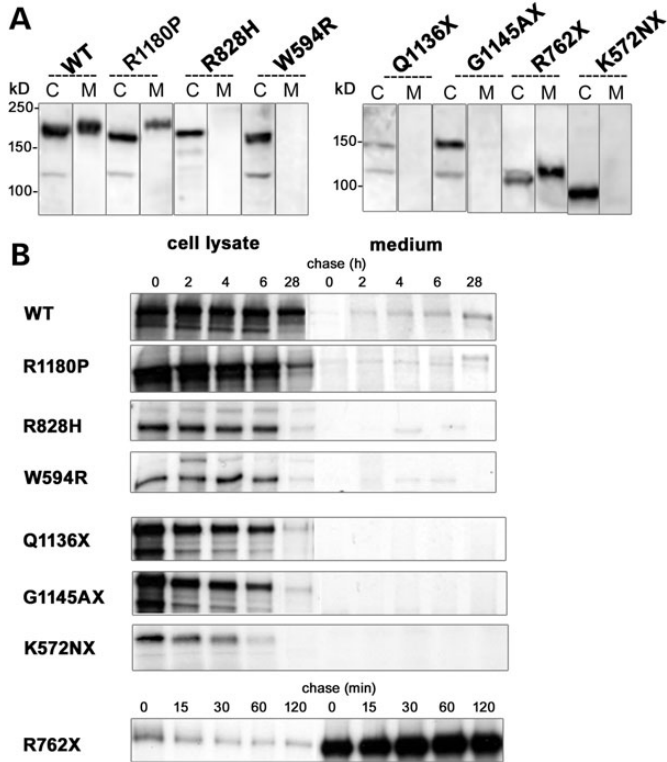 A
WT R1180P R828H W594R
kD C M C M C M C M
250-
150-
100-
Q1136X G1145AX R762X K572NX
kD C M C M C M C M
150-
100-
B
cell lysate medium
chase (h)
0 2 4 6 28 0 2 4 6 28
WT
R1180P
R828H
W594R
Q1136X
G1145AX
K572NX
chase (min)
0 15 30 60 120 0 15 30 60 120
R762X